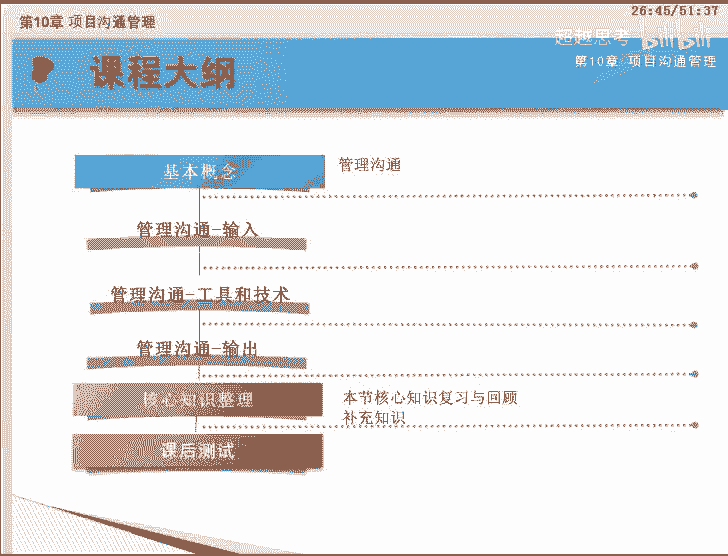 第10章 项目沟通管理
26:45/51:37
超越思考 bilibili
第10章 项目沟通管理
课程大纲
基本概念
管理沟通
管理沟通-输入
管理沟通-工具和技术
管理沟通-输出
核心知识整理
本节核心知识复习与回顾
补充知识
课后测试